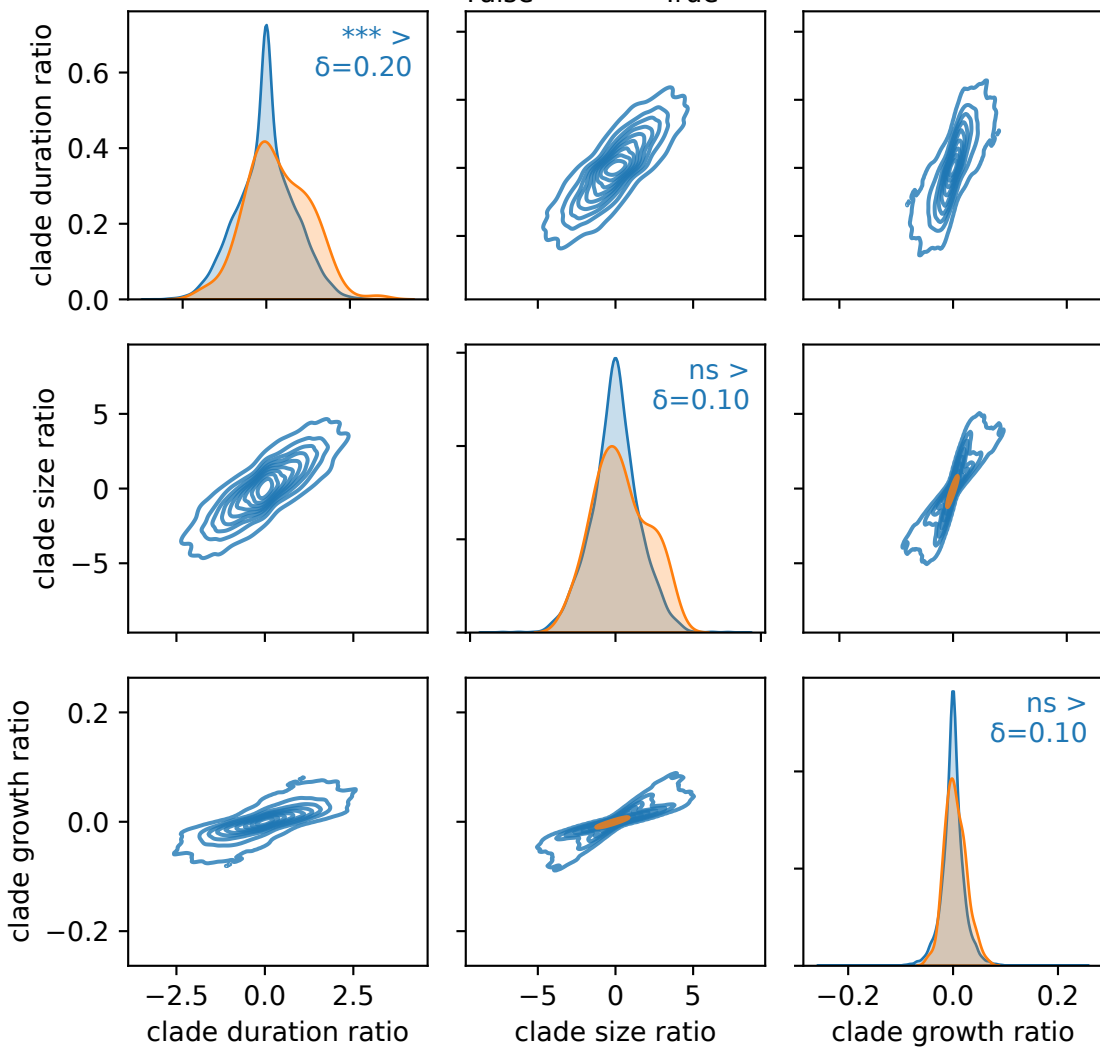 clade duration ratio
0.6
0.4
0.2
0.0
*** >
δ=0.20
clade size ratio
5
0
−5
ns >
δ=0.10
clade growth ratio
0.2
0.0
−0.2
ns >
δ=0.10
−2.5 0.0 2.5
−5 0 5
−0.2 0.0 0.2
clade duration ratio
clade size ratio
clade growth ratio